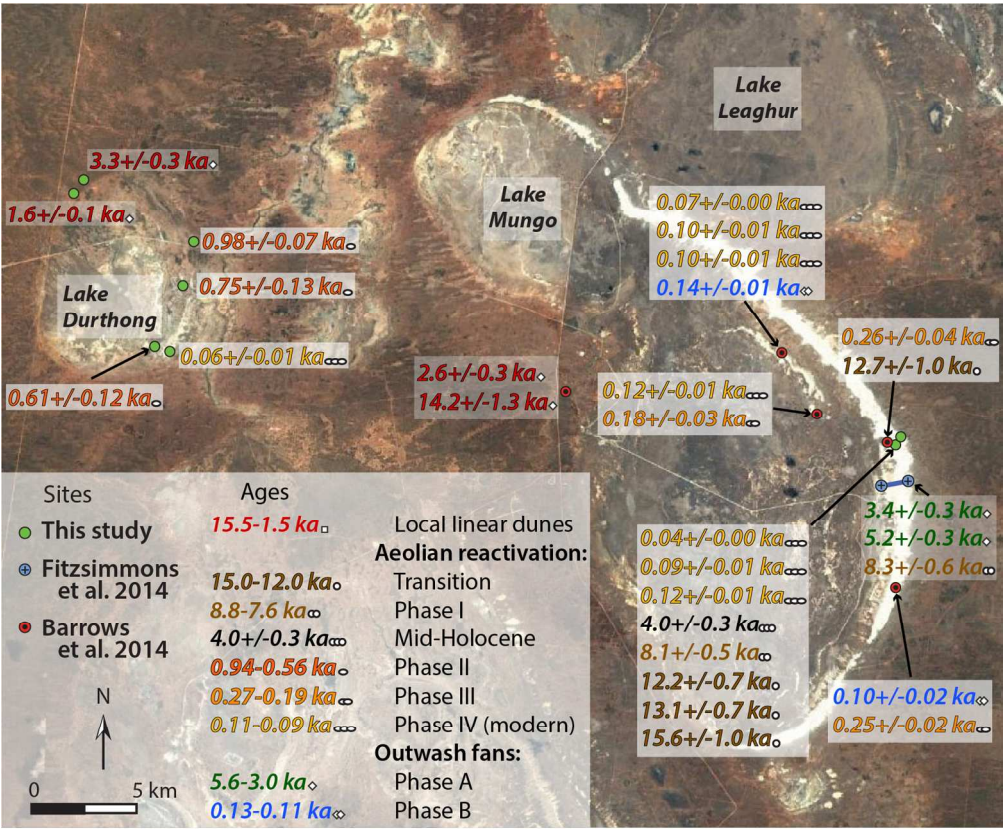 Lake
Leaghur
3.3+/-0.3 ka
1.6+/-0.1 ka
Lake
Mungo
0.07+/-0.00 ka
0.10+/-0.01 ka
0.10+/-0.01 ka
0.14+/-0.01 ka
0.98+/-0.07 ka
0.75+/-0.13 ka
Lake
Durthong
0.06+/-0.01 ka
0.61+/-0.12 ka
0.26+/-0.04 ka
12.7+/-1.0 ka
2.6+/-0.3 ka
14.2+/-1.3 ka
0.12+/-0.01 ka
0.18+/-0.03 ka
3.4+/-0.3 ka
5.2+/-0.3 ka
8.3+/-0.6 ka
0.04+/-0.00 ka
0.09+/-0.01 ka
0.12+/-0.01 ka
4.0+/-0.3 ka
8.1+/-0.5 ka
12.2+/-0.7 ka
13.1+/-0.7 ka
15.6+/-1.0 ka
0.10+/-0.02 ka
0.25+/-0.02 ka
Sites
This study
Fitzsimmons
et al. 2014
Barrows
et al. 2014
N
0 5 km
Ages
15.5-1.5 ka Local linear dunes
Aeolian reactivation:
15.0-12.0 ka Transition
8.8-7.6 ka Phase I
4.0+/-0.3 ka Mid-Holocene
0.94-0.56 ka Phase II
0.27-0.19 ka Phase III
0.11-0.09 ka Phase IV (modern)
Outwash fans:
5.6-3.0 ka Phase A
0.13-0.11 ka Phase B